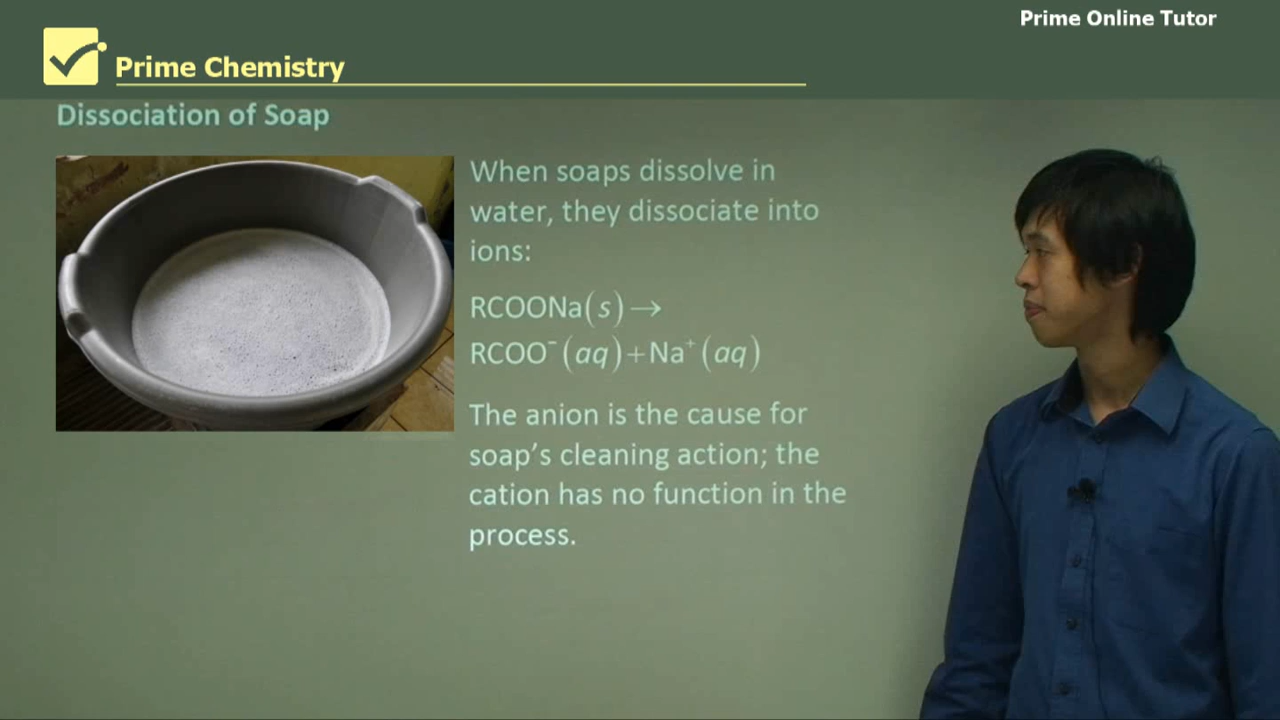 Prime Online Tutor
Prime Chemistry
Dissociation of Soap
When soaps dissolve in
water, they dissociate into
ions:
RCOONa(s)→
RCOO⁻(aq)+Na⁺(aq)
The anion is the cause for
soap’s cleaning action; the
cation has no function in the
process.